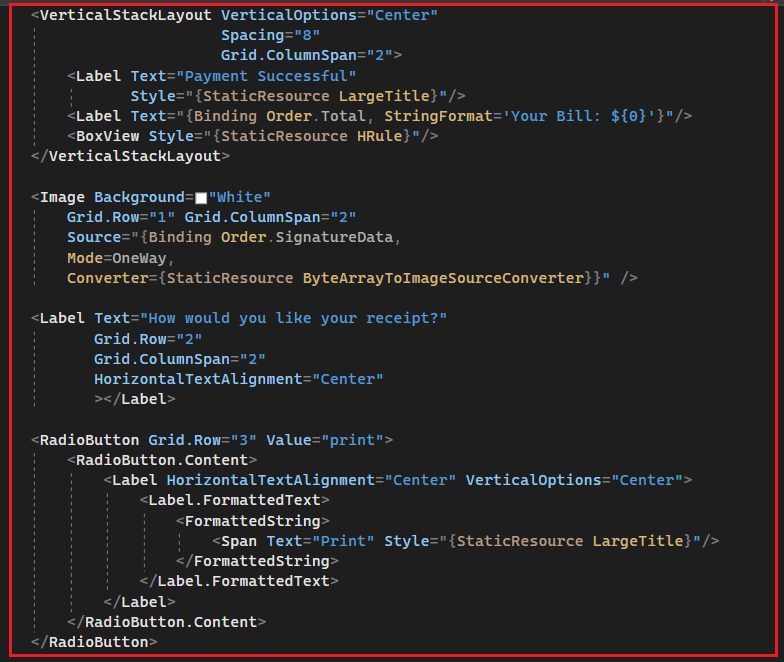 <VerticalStackLayout VerticalOptions="Center"
                     Spacing="8"
                     Grid.ColumnSpan="2">
    <Label Text="Payment Successful"
           Style="{StaticResource LargeTitle}"/>
    <Label Text="{Binding Order.Total, StringFormat='Your Bill: ${0}'}"/>
    <BoxView Style="{StaticResource HRule}"/>
</VerticalStackLayout>

<Image Background="White"
    Grid.Row="1" Grid.ColumnSpan="2"
    Source="{Binding Order.SignatureData,
    Mode=OneWay,
    Converter={StaticResource ByteArrayToImageSourceConverter}}" />

<Label Text="How would you like your receipt?"
       Grid.Row="2"
       Grid.ColumnSpan="2"
       HorizontalTextAlignment="Center"
       ></Label>

<RadioButton Grid.Row="3" Value="print">
    <RadioButton.Content>
        <Label HorizontalTextAlignment="Center" VerticalOptions="Center">
            <Label.FormattedText>
                <FormattedString>
                    <Span Text="Print" Style="{StaticResource LargeTitle}"/>
                </FormattedString>
            </Label.FormattedText>
        </Label>
    </RadioButton.Content>
</RadioButton>